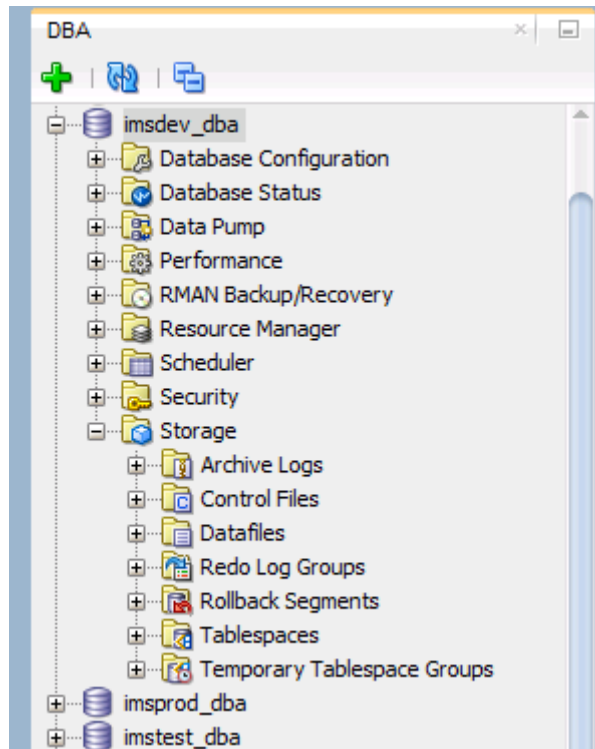 DBA
imsdev_dba
Database Configuration
Database Status
Data Pump
Performance
RMAN Backup/Recovery
Resource Manager
Scheduler
Security
Storage
Archive Logs
Control Files
Datafiles
Redo Log Groups
Rollback Segments
Tablespaces
Temporary Tablespace Groups
imsprod_dba
imstest_dba